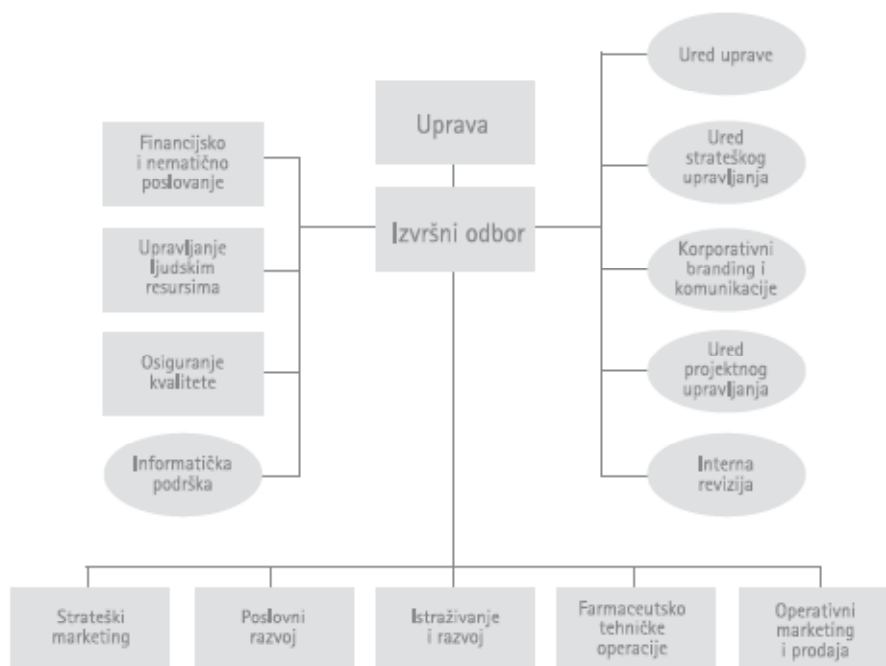 Ured uprave
Uprava
Financijsko
i nematično
poslovanje
Ured
strateškog
upravljanja
Izvršni odbor
Upravljanje
ljudskim
resursima
Korporativni
branding i
komunikacije
Osiguranje
kvalitete
Ured
projektnog
upravljanja
Informatička
podrška
Interna
revizija
Strateški
marketing
Poslovni
razvoj
Istraživanje
i razvoj
Farmaceutsko
tehničke
operacije
Operativni
marketing
i prodaja